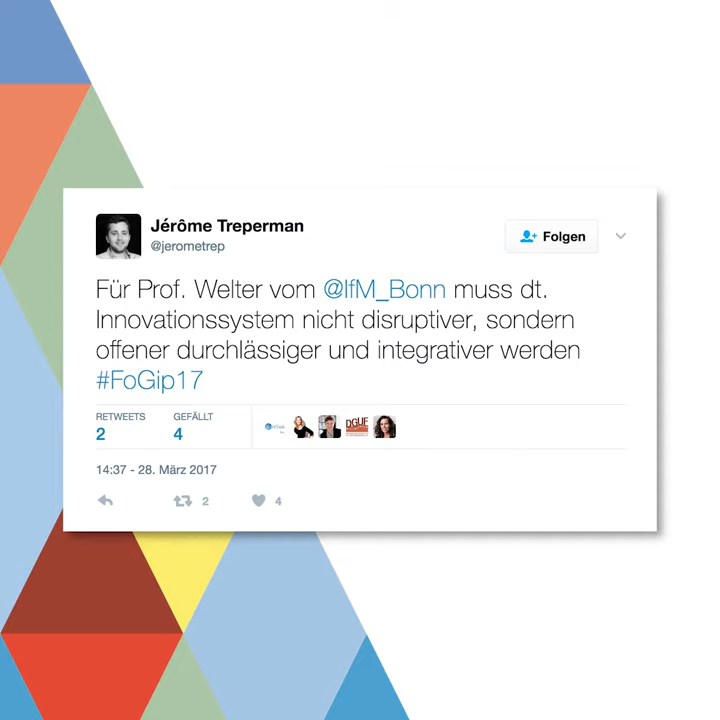 Jérôme Treperman
@jerometrep
Folgen
Für Prof. Welter vom @IfM_Bonn muss dt.
Innovationssystem nicht disruptiver, sondern
offener durchlässiger und integrativer werden
#FoGip17
RETWEETS GEFÄLLT
2 4
DGUF
14:37 - 28. März 2017
2 4